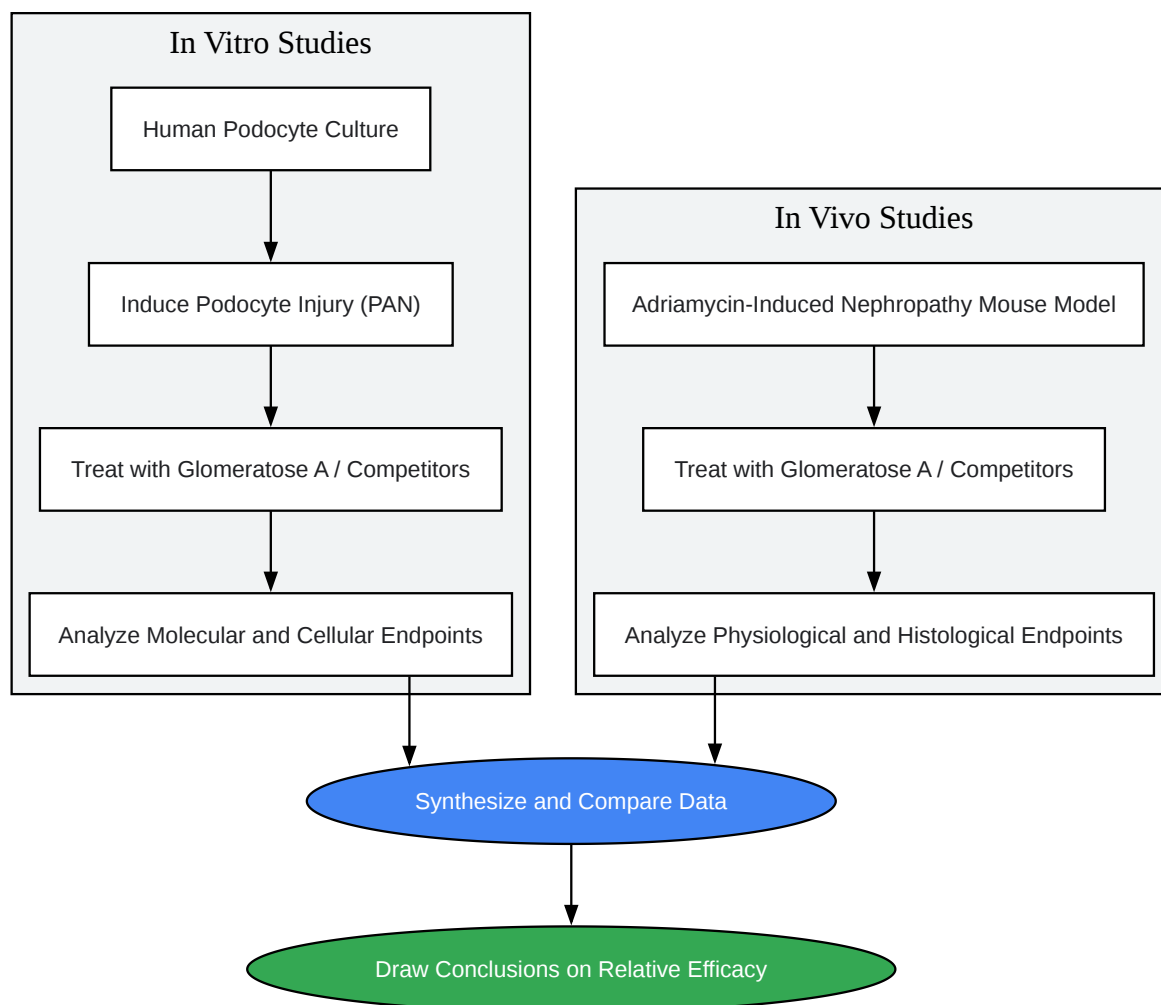 In Vitro Studies
Human Podocyte Culture
Induce Podocyte Injury (PAN)
Treat with Glomeratose A / Competitors
Analyze Molecular and Cellular Endpoints
In Vivo Studies
Adriamycin-Induced Nephropathy Mouse Model
Treat with Glomeratose A / Competitors
Analyze Physiological and Histological Endpoints
Synthesize and Compare Data
Draw Conclusions on Relative Efficacy